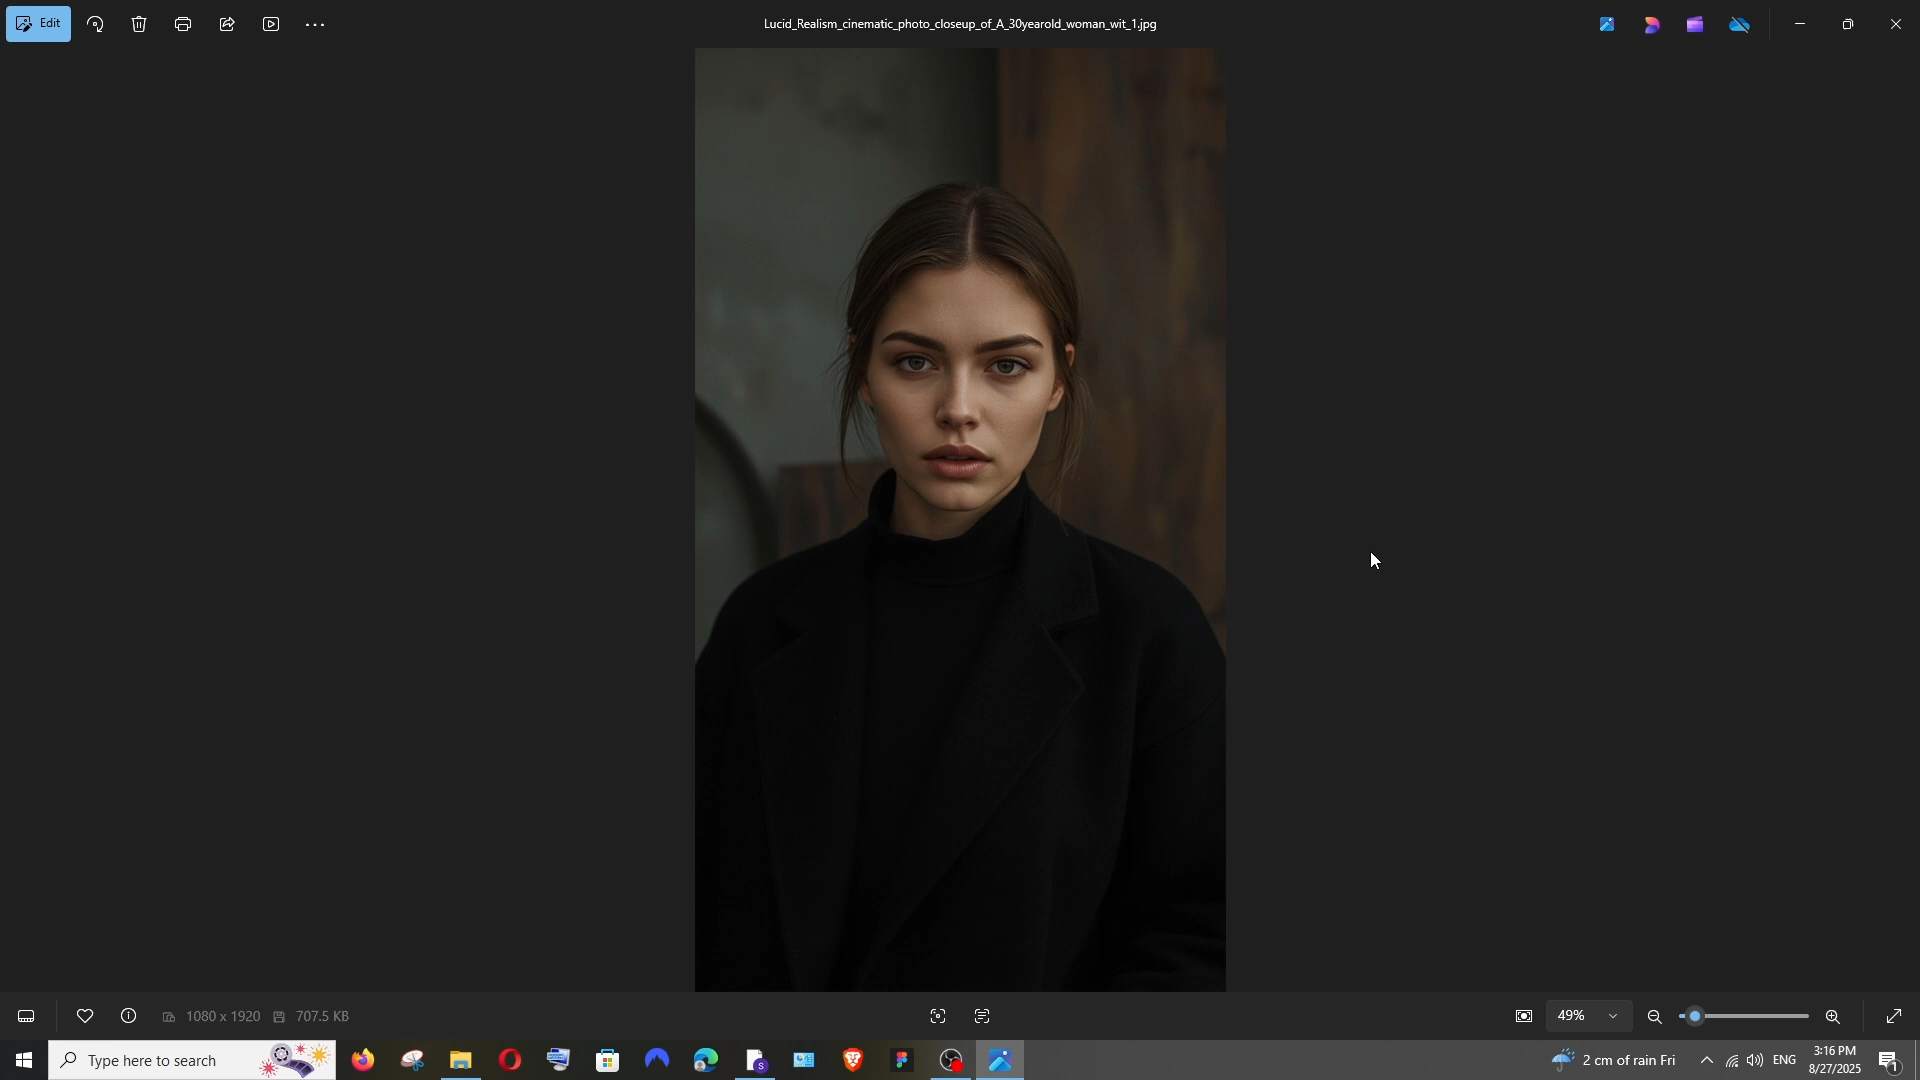 Edit
Lucid_Realism_cinematic_photo_closeup_of_A_30yearold_woman_wit_1.jpg
1080 x 1920
707.5 KB
49%
Type here to search
2 cm of rain Fri
ENG
3:16 PM
8/27/2025
1